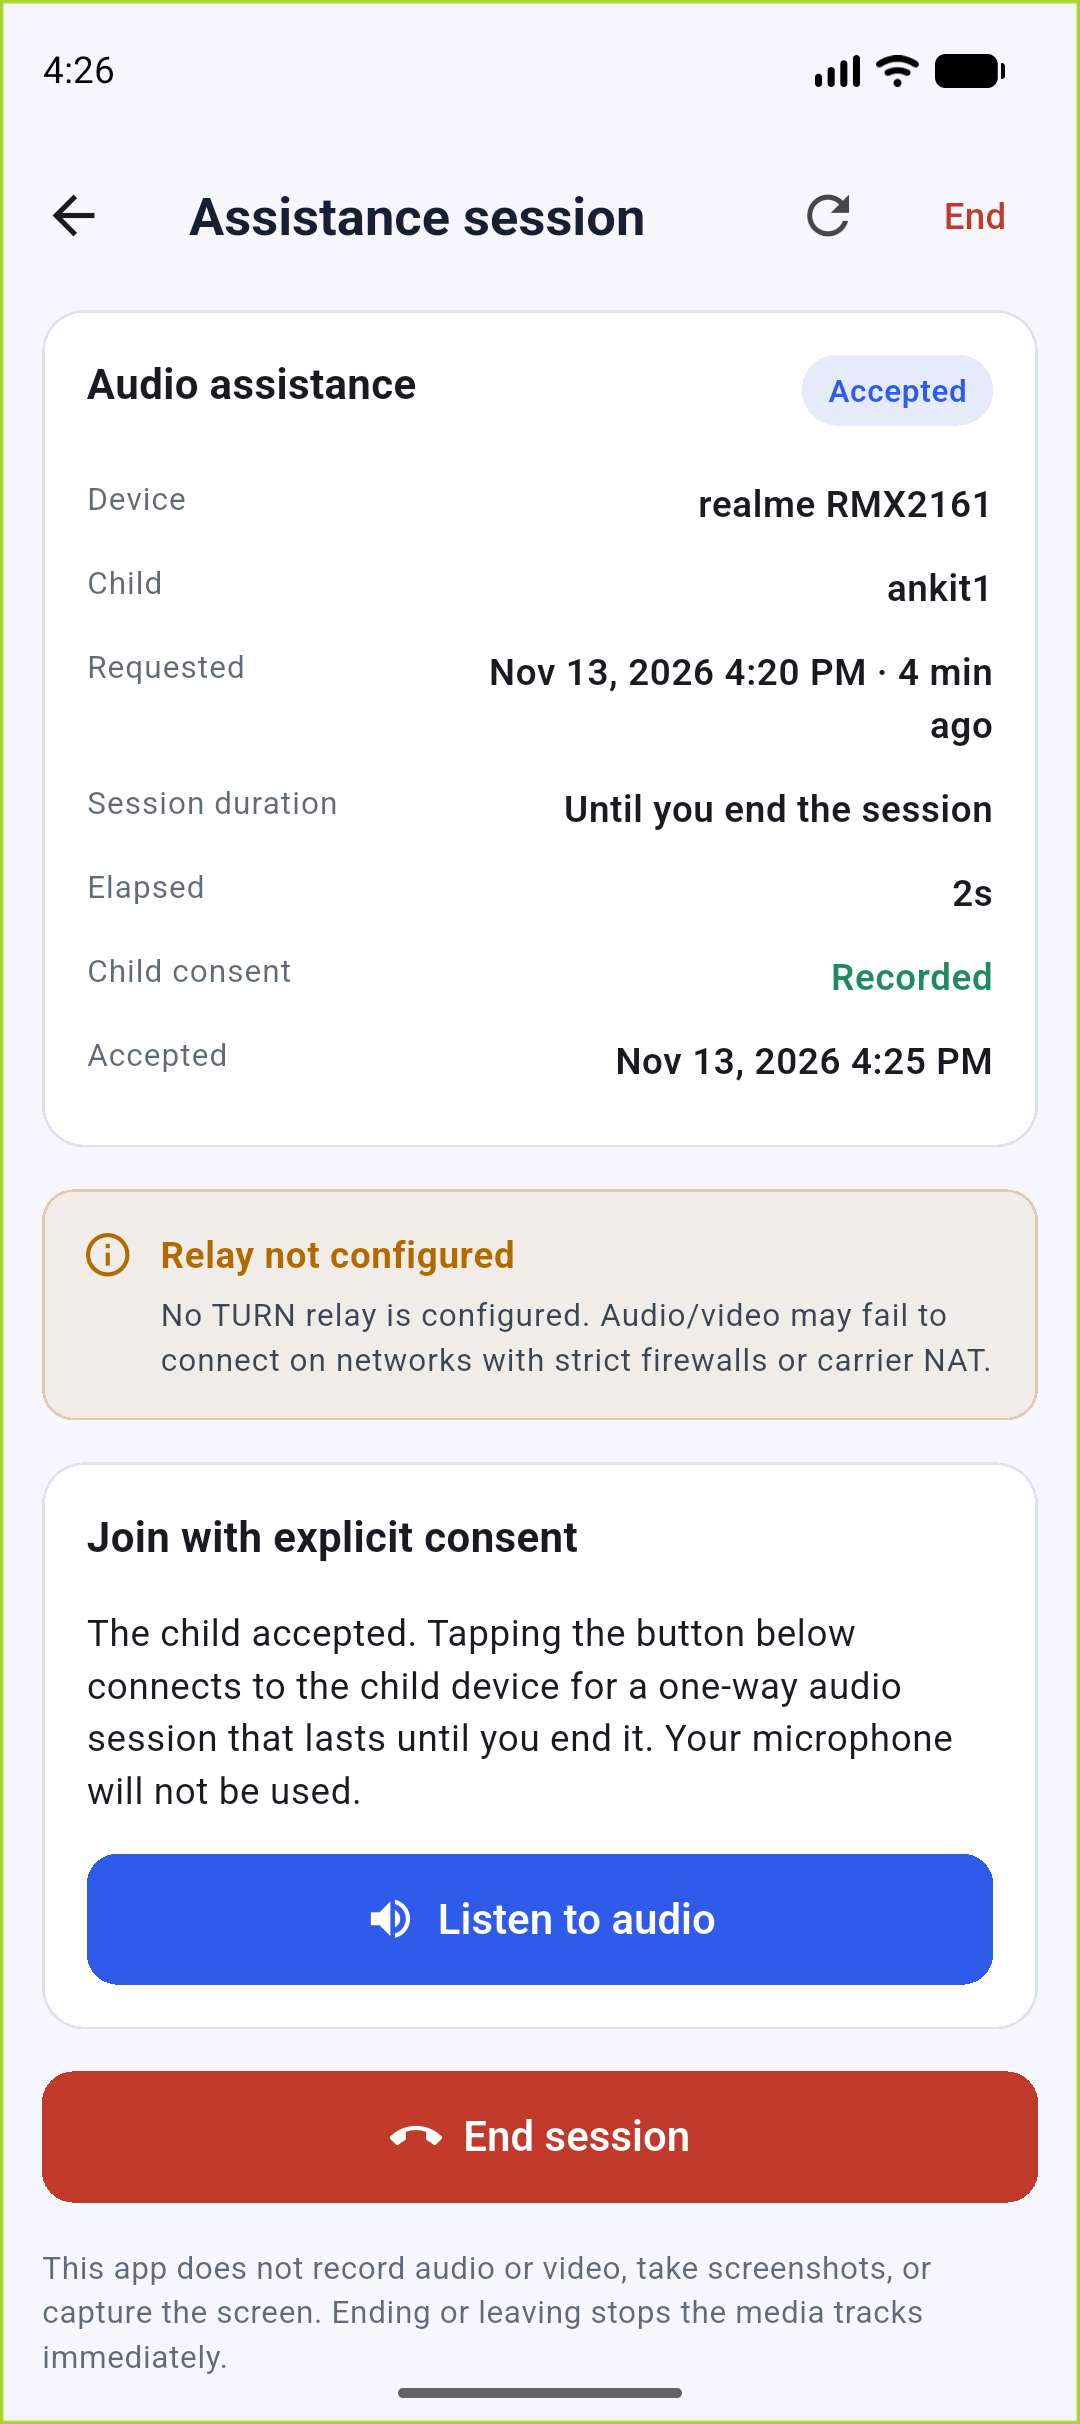 4:26
Assistance session
End
Audio assistance
Accepted
Device
realme RMX2161
Child
ankit1
Requested
Nov 13, 2026 4:20 PM · 4 min
ago
Session duration
Until you end the session
Elapsed
2s
Child consent
Recorded
Accepted
Nov 13, 2026 4:25 PM
Relay not configured
No TURN relay is configured. Audio/video may fail to
connect on networks with strict firewalls or carrier NAT.
Join with explicit consent
The child accepted. Tapping the button below
connects to the child device for a one-way audio
session that lasts until you end it. Your microphone
will not be used.
Listen to audio
End session
This app does not record audio or video, take screenshots, or
capture the screen. Ending or leaving stops the media tracks
immediately.